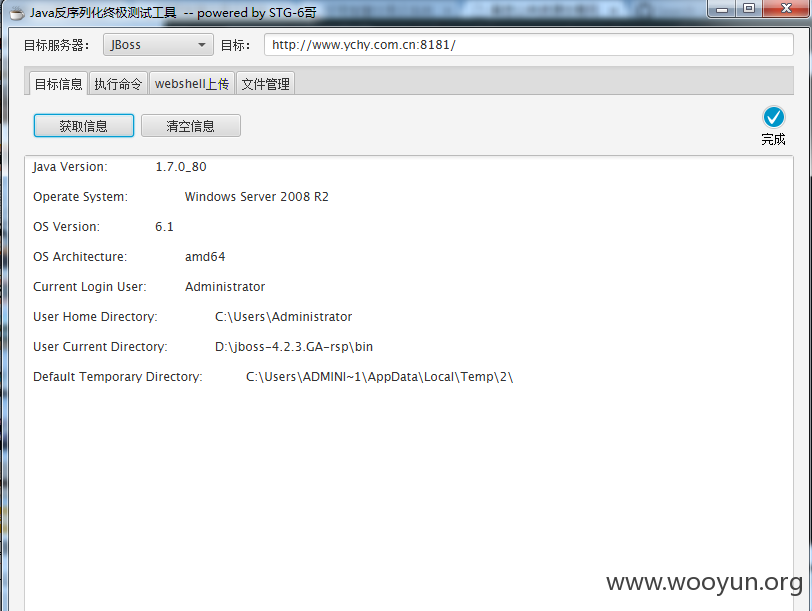 Java反序列化终极测试工具 -- powered by STG-6哥
目标服务器： JBoss 目标： http://www.ychy.com.cn:8181/
目标信息 执行命令 webshell上传 文件管理
获取信息 清空信息
完成
Java Version: 1.7.0_80
Operate System: Windows Server 2008 R2
OS Version: 6.1
OS Architecture: amd64
Current Login User: Administrator
User Home Directory: C:\Users\Administrator
User Current Directory: D:\jboss-4.2.3.GA-rsp\bin
Default Temporary Directory: C:\Users\ADMINI~1\AppData\Local\Temp\2\
www.wooyun.org